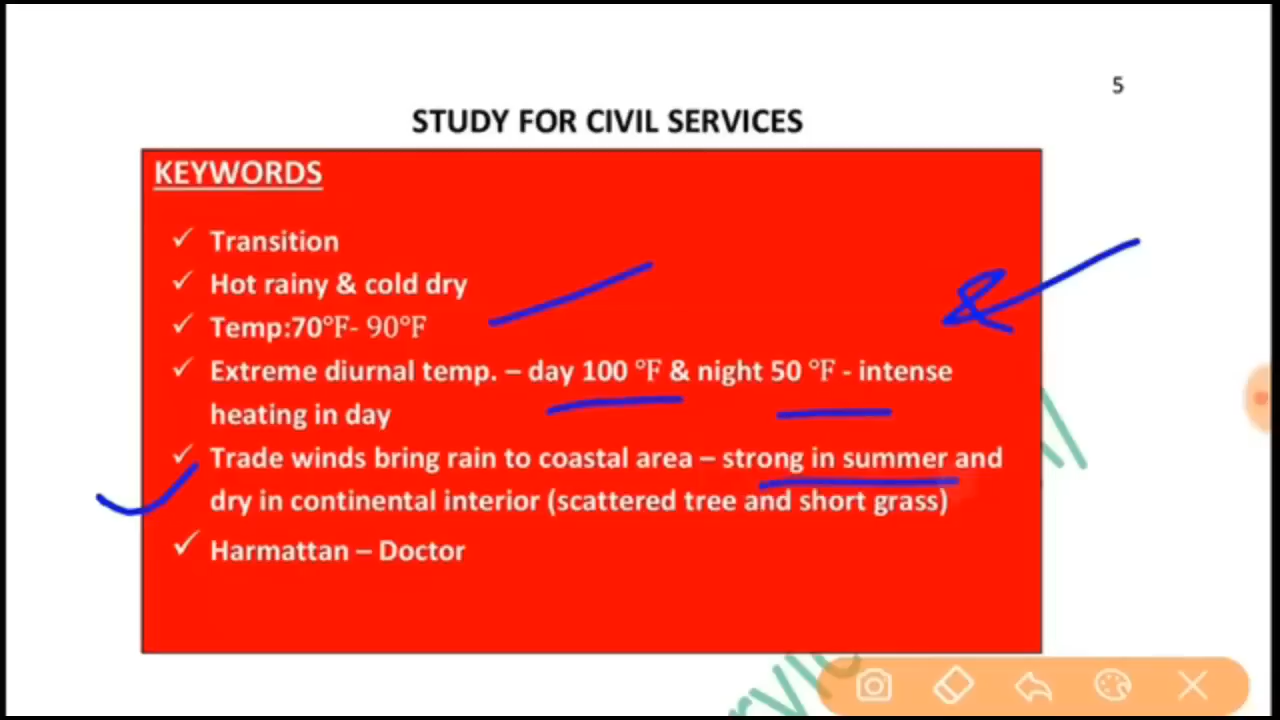 5
STUDY FOR CIVIL SERVICES
KEYWORDS
✓ Transition
✓ Hot rainy & cold dry
✓ Temp:70°F- 90°F
✓ Extreme diurnal temp. – day 100 °F & night 50 °F - intense
heating in day
✓ Trade winds bring rain to coastal area – strong in summer and
dry in continental interior (scattered tree and short grass)
✓ Harmattan – Doctor